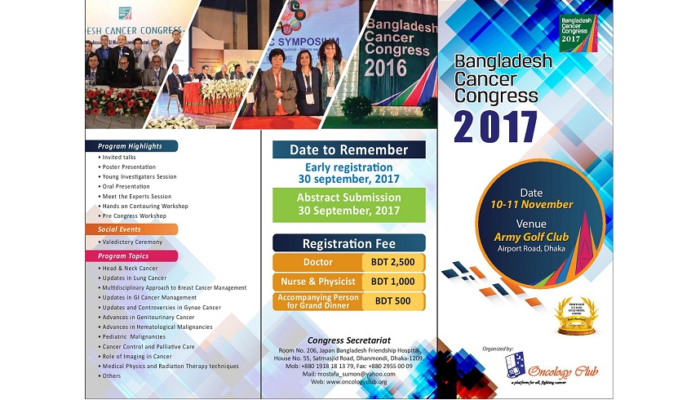 ESH CANCER CONGRESS
C SYMPOSIUM
Bangladesh
Cancer
Congress
2016
Program Highlights
• Invited talks
• Poster Presentation
• Young Investigators Session
• Oral Presentation
• Meet the Experts Session
• Hands on Contouring Workshop
• Pre Congress Workshop
Social Events
• Valedictory Ceremony
Program Topics
• Head & Neck Cancer
• Updates in Lung Cancer
• Multidisciplinary Approach to Breast Cancer Management
• Updates in GI Cancer Management
• Updates and Controversies in Gynae Cancer
• Advances in Genitourinary Cancer
• Advances in Hematological Malignancies
• Pediatric Malignancies
• Cancer Control and Palliative Care
• Role of Imaging in Cancer
• Medical Physics and Radiation Therapy techniques
• Others
Date to Remember
Early registration
30 september, 2017
Abstract Submission
30 September, 2017
Registration Fee
Doctor BDT 2,500
Nurse & Physicist BDT 1,000
Accompanying Person
for Grand Dinner BDT 500
Congress Secretariat
Room No. 206, Japan Bangladesh Friendship Hospital,
House No. 55, Satmasjid Road, Dhanmondi, Dhaka-1209
Mob: +880 1918 18 13 79, Fax: +880 2955 00 09
Mail: mostafa_sumon@yahoo.com
Web: www.oncologyclub.org
Bangladesh
Cancer
Congress
2017
Bangladesh
Cancer
Congress
2017
Date
10-11 November
Venue
Army Golf Club
Airport Road, Dhaka
Organized by:
Oncology Club
a platform for all, fighting cancer